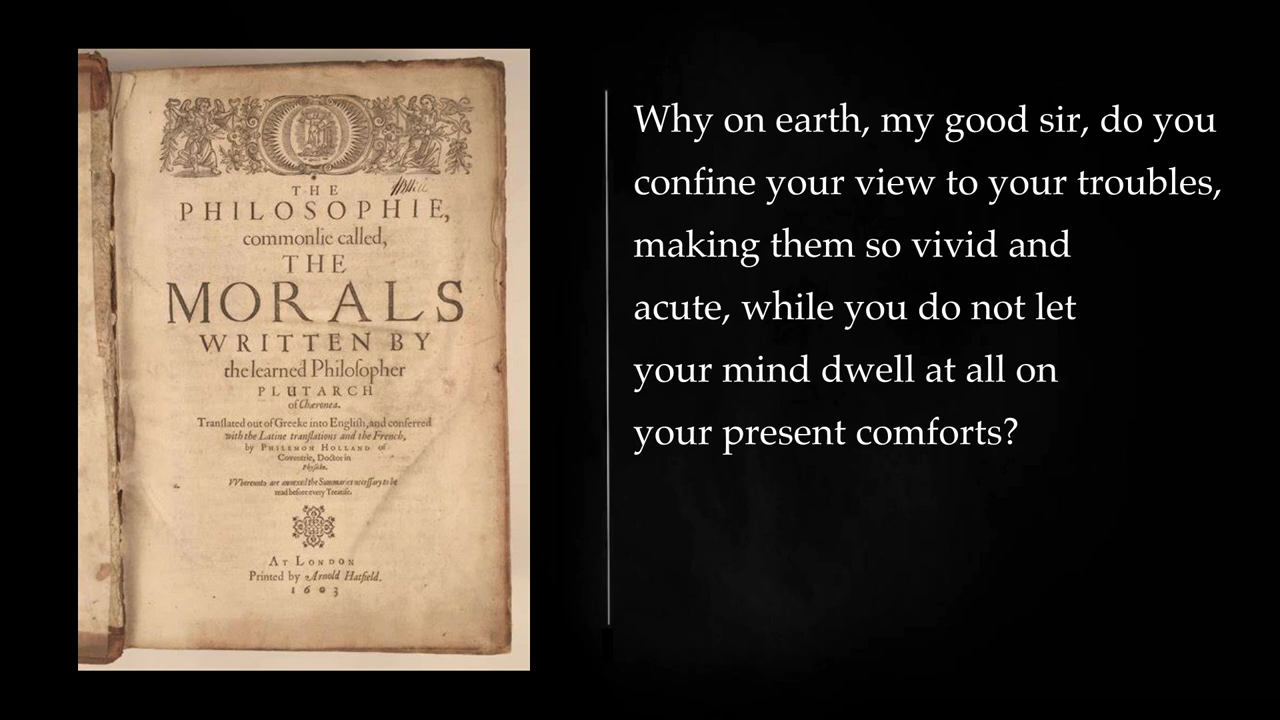 THE
PHILOSOPHIE,
commonlie called,
THE
MORALS
WRITTEN BY
the learned Philoſopher
PLUTARCH
of Chæronea.
Tranſlated out of Greeke into Engliſh, and conferred
with the Latine tranſlations and the French,
by PHILEMON HOLLAND of
Coventrie, Doctor in
Phyſicke.
VVhereunto are annexed the Summaries neceſſary to be
read before every Treatiſe.
AT LONDON
Printed by Arnold Hatfield.
1603
Why on earth, my good sir, do you
confine your view to your troubles,
making them so vivid and
acute, while you do not let
your mind dwell at all on
your present comforts?